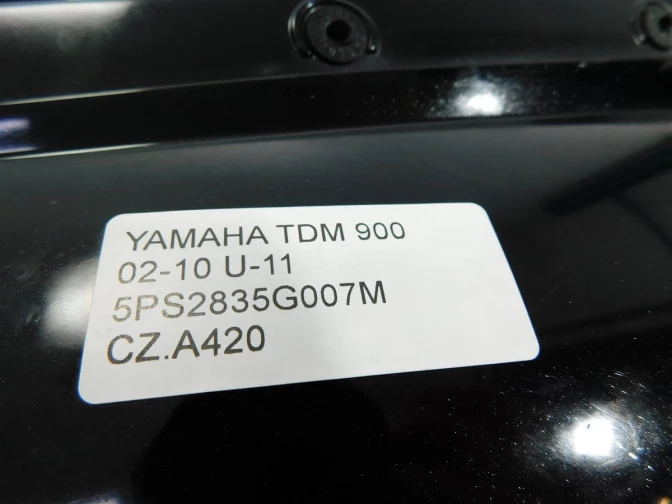 YAMAHA TDM 900
02-10 U-11
5PS2835G007M
CZ.A420